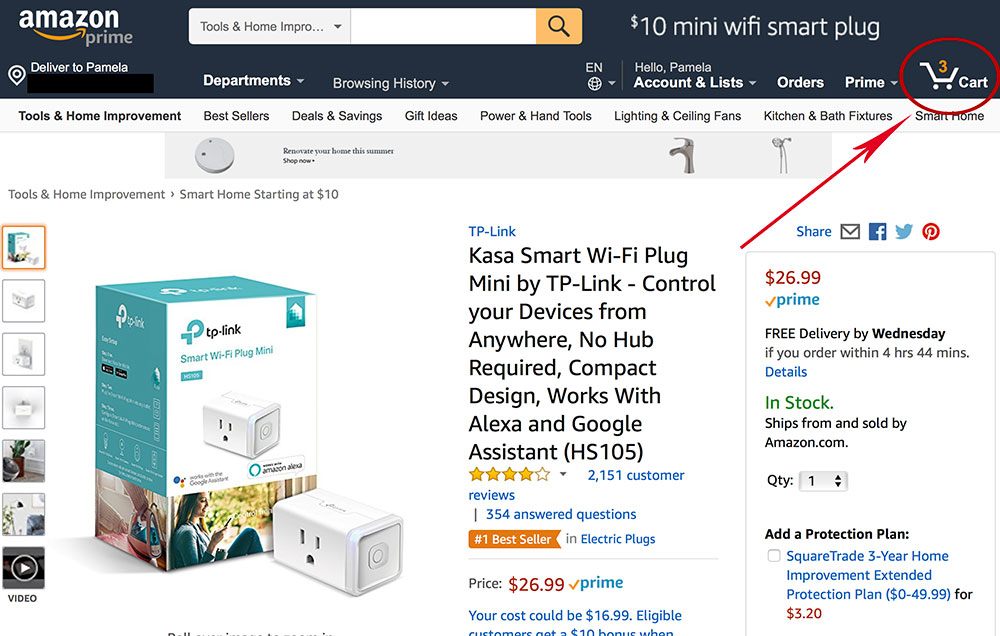 amazon
prime
Tools & Home Impro...
$10 mini wifi smart plug
Deliver to Pamela
Departments
Browsing History
EN
Hello, Pamela
Account & Lists
Orders
Prime
3
Cart
Tools & Home Improvement
Best Sellers
Deals & Savings
Gift Ideas
Power & Hand Tools
Lighting & Ceiling Fans
Kitchen & Bath Fixtures
Smart Home
Renovate your home this summer
Shop now
Tools & Home Improvement › Smart Home Starting at $10
VIDEO
tp-link
Easy Setup
tp-link
Smart Wi-Fi Plug Mini
HS105
works with the
Google Assistant
WORKS WITH
amazon alexa
Roll over image to zoom in
TP-Link
Kasa Smart Wi-Fi Plug
Mini by TP-Link - Control
your Devices from
Anywhere, No Hub
Required, Compact
Design, Works With
Alexa and Google
Assistant (HS105)
2,151 customer
reviews
| 354 answered questions
#1 Best Seller in Electric Plugs
Price: $26.99 prime
Your cost could be $16.99. Eligible
customers get a $10 bonus when
Share
$26.99
prime
FREE Delivery by Wednesday
if you order within 4 hrs 44 mins.
Details
In Stock.
Ships from and sold by
Amazon.com.
Qty: 1
Add a Protection Plan:
SquareTrade 3-Year Home
Improvement Extended
Protection Plan ($0-49.99) for
$3.20